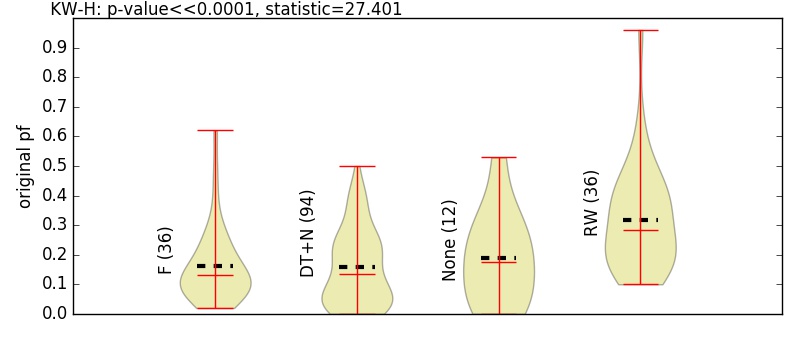 KW-H: p-value<<0.0001, statistic=27.401
original pf
0.9
0.8
0.7
0.6
0.5
0.4
0.3
0.2
0.1
0.0
F (36)
DT+N (94)
None (12)
RW (36)